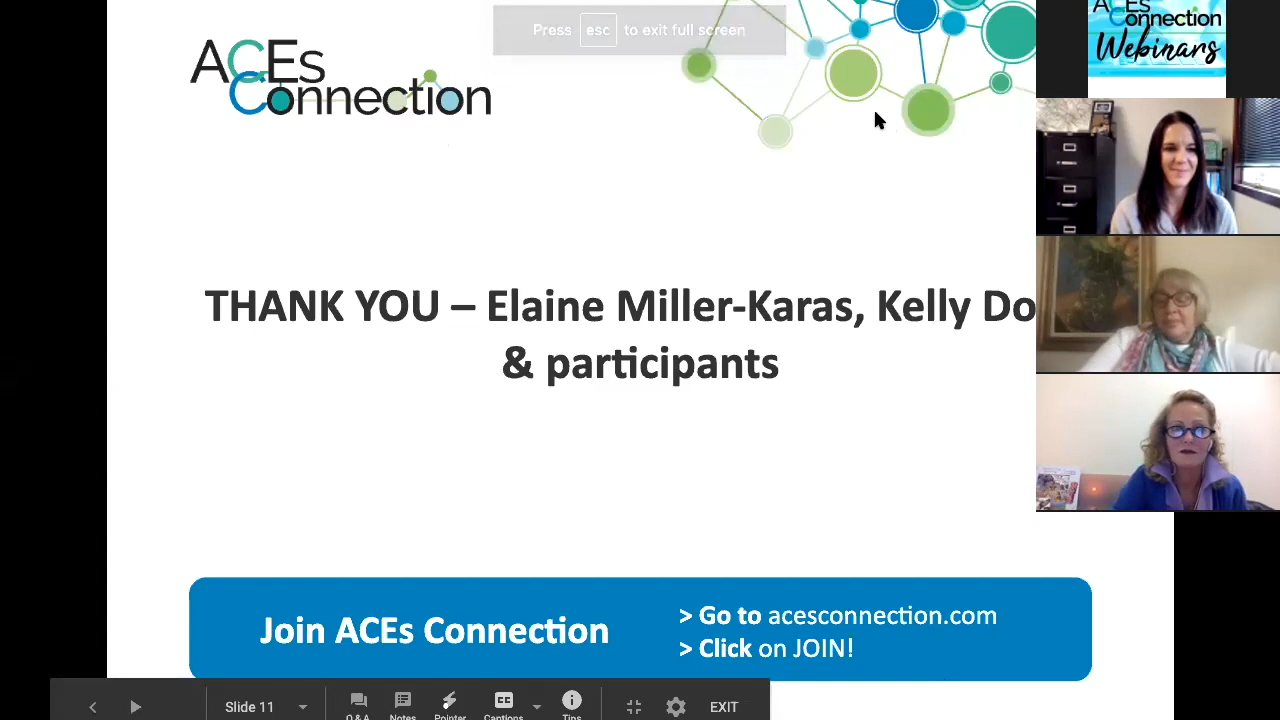 ACEs
Connection
Press esc to exit full screen
ACEs
Connection
Webinars
THANK YOU – Elaine Miller-Karas, Kelly Do
& participants
Join ACEs Connection
> Go to acesconnection.com
> Click on JOIN!
Slide 11
Q & A
Notes
Pointer
Captions
Tips
EXIT